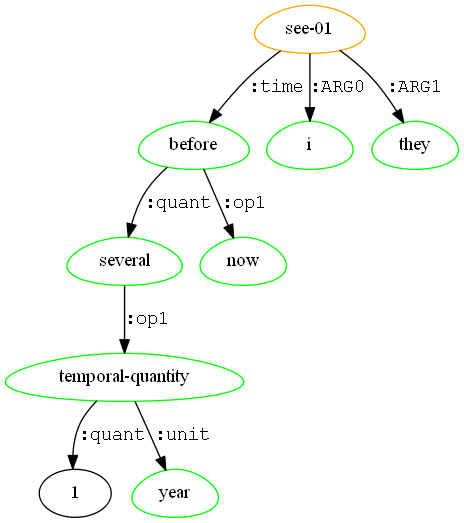 see-01
:time :ARG0 :ARG1
before i they
:quant :op1
several now
:op1
temporal-quantity
:quant :unit
1 year